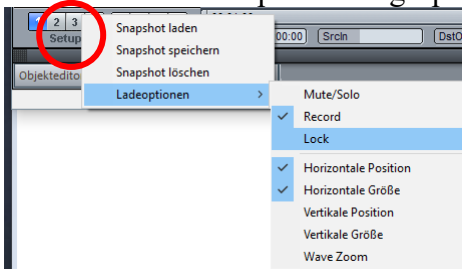 1 2 3
Setup
00:00 SrcIn DstO
Objektedito
Snapshot laden
Snapshot speichern
Snapshot löschen
Ladeoptionen >
Mute/Solo
✓ Record
Lock
✓ Horizontale Position
✓ Horizontale Größe
Vertikale Position
Vertikale Größe
Wave Zoom